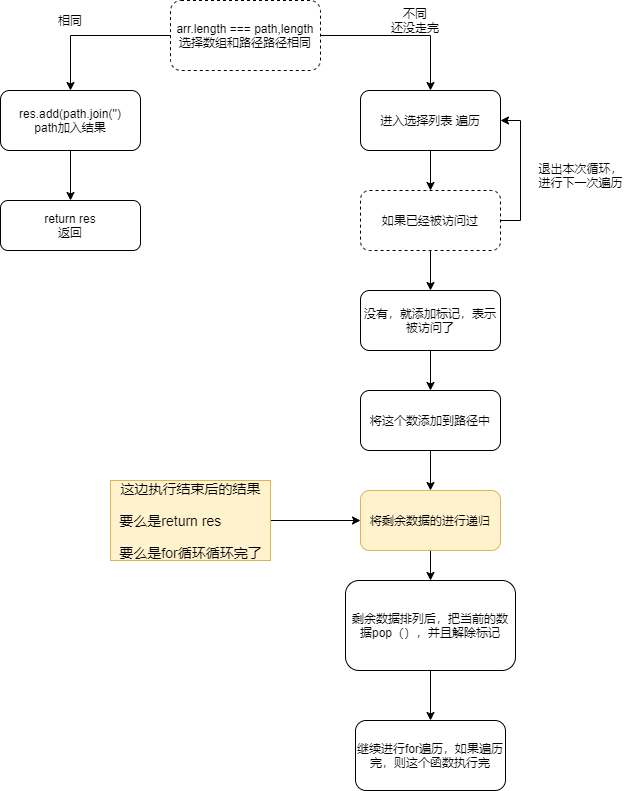 相同
arr.length === path,length
选择数组和路径路径相同
不同
还没走完
res.add(path.join('')
path加入结果
进入选择列表 遍历
退出本次循环，
进行下一次遍历
return res
返回
如果已经被访问过
没有，就添加标记，表示
被访问了
将这个数添加到路径中
这边执行结束后的结果
要么是return res
要么是for循环循环完了
将剩余数据的进行递归
剩余数据排列后，把当前的数
据pop（），并且解除标记
继续进行for遍历，如果遍历
完，则这个函数执行完